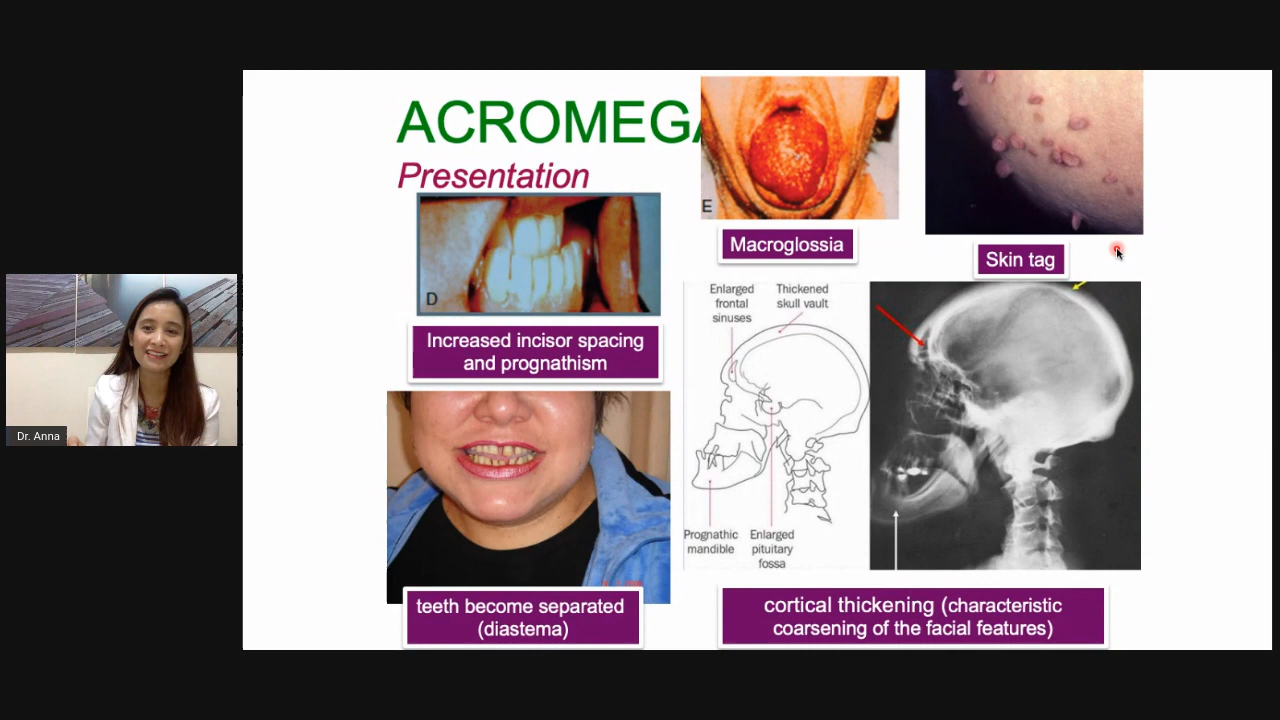 ACROMEGA
Presentation
E
Macroglossia
Skin tag
D
Increased incisor spacing
and prognathism
Enlarged
frontal
sinuses
Thickened
skull vault
Dr. Anna
Prognathic
mandible
Enlarged
pituitary
fossa
teeth become separated
(diastema)
cortical thickening (characteristic
coarsening of the facial features)